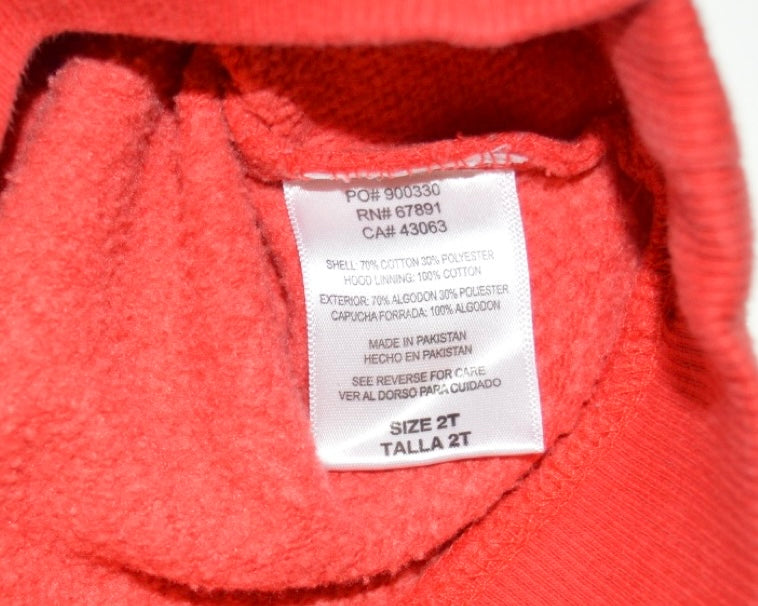 PO# 900330
RN# 67891
CA# 43063
SHELL: 70% COTTON 30% POLYESTER
HOOD LINNING: 100% COTTON
EXTERIOR: 70% ALGODON 30% POLIESTER
CAPUCHA FORRADA: 100% ALGODON
MADE IN PAKISTAN
HECHO EN PAKISTAN
SEE REVERSE FOR CARE
VER AL DORSO PARA CUIDADO
SIZE 2T
TALLA 2T